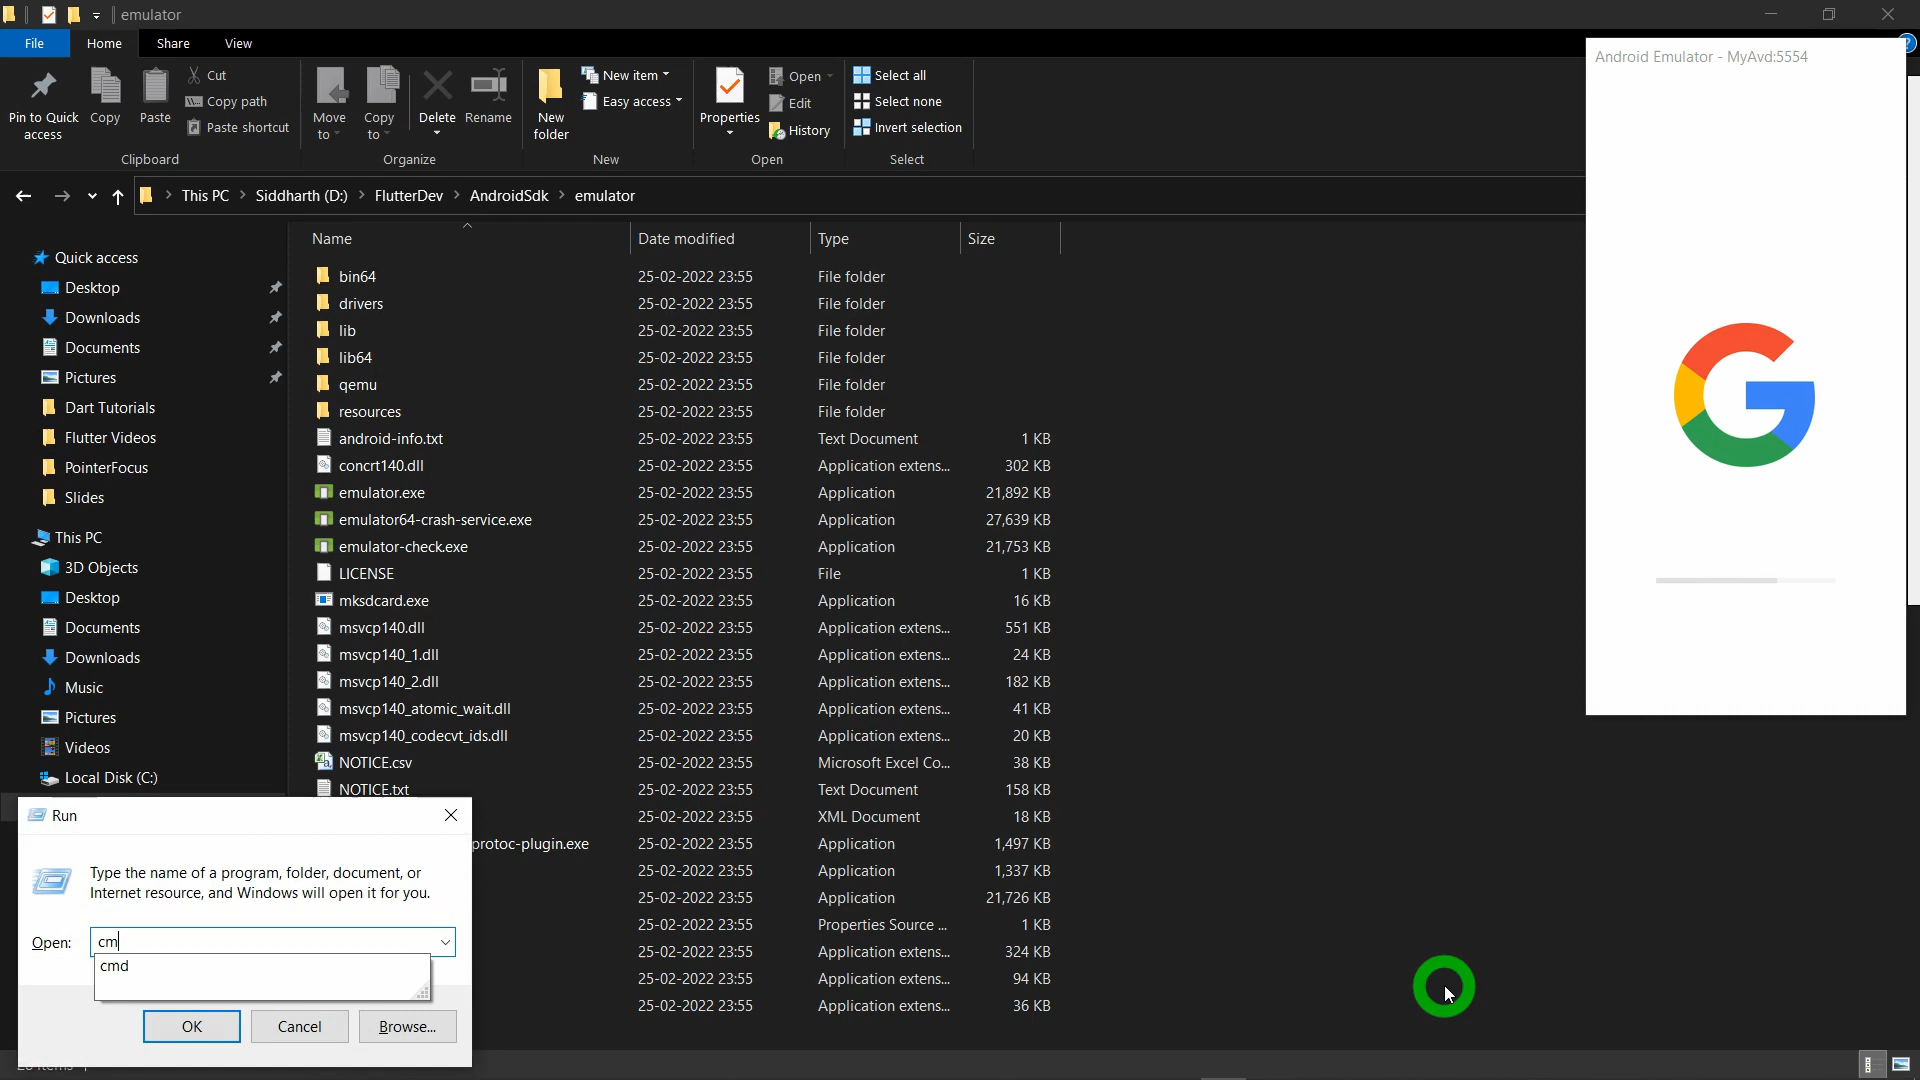 emulator
File
Home
Share
View
Pin to Quick access
Copy
Paste
Cut
Copy path
Paste shortcut
Clipboard
Move to
Copy to
Delete
Rename
Organize
New folder
New item
Easy access
New
Properties
Open
Edit
History
Open
Select all
Select none
Invert selection
Select
This PC
Siddharth (D:)
FlutterDev
AndroidSdk
emulator
Name
Date modified
Type
Size
Quick access
Desktop
Downloads
Documents
Pictures
Dart Tutorials
Flutter Videos
PointerFocus
Slides
This PC
3D Objects
Desktop
Documents
Downloads
Music
Pictures
Videos
Local Disk (C:)
bin64 25-02-2022 23:55 File folder
drivers 25-02-2022 23:55 File folder
lib 25-02-2022 23:55 File folder
lib64 25-02-2022 23:55 File folder
qemu 25-02-2022 23:55 File folder
resources 25-02-2022 23:55 File folder
android-info.txt 25-02-2022 23:55 Text Document 1 KB
concrt140.dll 25-02-2022 23:55 Application extens... 302 KB
emulator.exe 25-02-2022 23:55 Application 21,892 KB
emulator64-crash-service.exe 25-02-2022 23:55 Application 27,639 KB
emulator-check.exe 25-02-2022 23:55 Application 21,753 KB
LICENSE 25-02-2022 23:55 File 1 KB
mksdcard.exe 25-02-2022 23:55 Application 16 KB
msvcp140.dll 25-02-2022 23:55 Application extens... 551 KB
msvcp140_1.dll 25-02-2022 23:55 Application extens... 24 KB
msvcp140_2.dll 25-02-2022 23:55 Application extens... 182 KB
msvcp140_atomic_wait.dll 25-02-2022 23:55 Application extens... 41 KB
msvcp140_codecvt_ids.dll 25-02-2022 23:55 Application extens... 20 KB
NOTICE.csv 25-02-2022 23:55 Microsoft Excel Co... 38 KB
NOTICE.txt 25-02-2022 23:55 Text Document 158 KB
25-02-2022 23:55 XML Document 18 KB
protoc-plugin.exe 25-02-2022 23:55 Application 1,497 KB
25-02-2022 23:55 Application 1,337 KB
25-02-2022 23:55 Application 21,726 KB
25-02-2022 23:55 Properties Source ... 1 KB
25-02-2022 23:55 Application extens... 324 KB
25-02-2022 23:55 Application extens... 94 KB
25-02-2022 23:55 Application extens... 36 KB
Android Emulator - MyAvd:5554
Run
Type the name of a program, folder, document, or
Internet resource, and Windows will open it for you.
Open: cm
cmd
OK
Cancel
Browse...